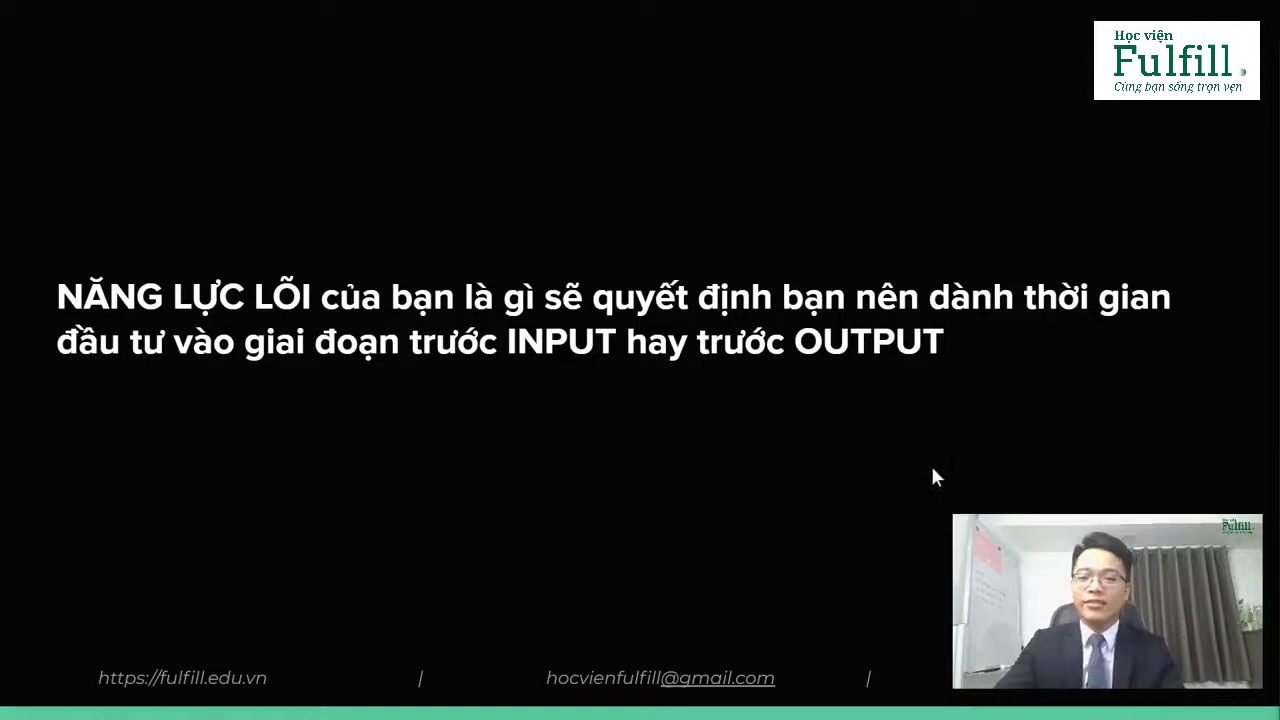 Học viện
Fulfill.
Cùng bạn sống trọn vẹn
NĂNG LỰC LÕI của bạn là gì sẽ quyết định bạn nên dành thời gian
đầu tư vào giai đoạn trước INPUT hay trước OUTPUT
Fulfill.
https://fulfill.edu.vn | hocvienfulfill@gmail.com |